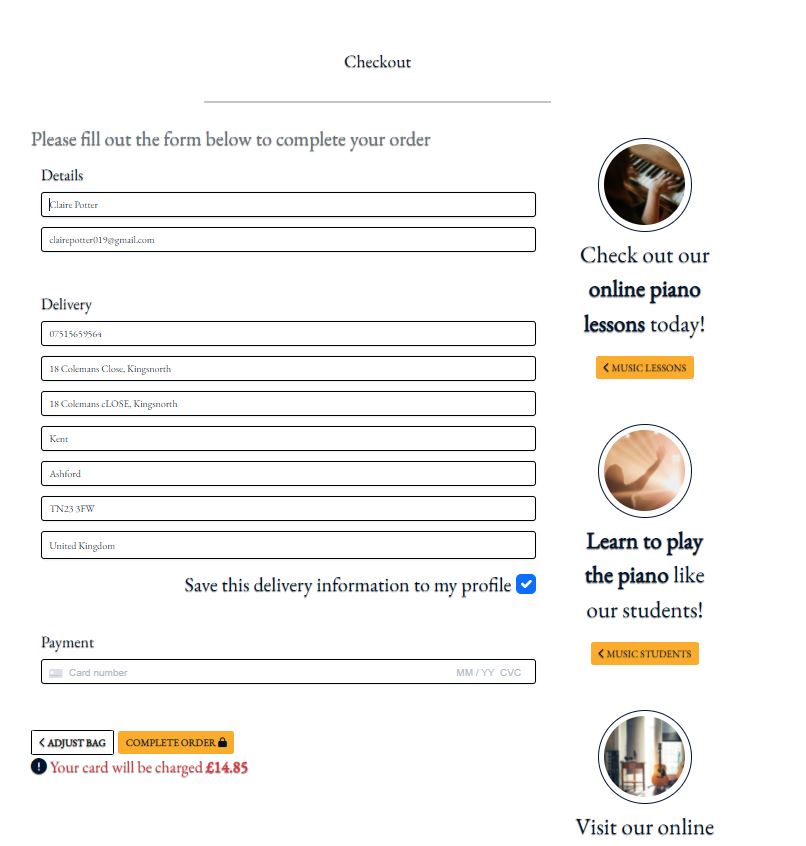 Checkout
Please fill out the form below to complete your order
Details
Claire Potter
clairepotter019@gmail.com
Delivery
07515659564
18 Colemans Close, Kingsnorth
18 Colemans cLOSE, Kingsnorth
Kent
Ashford
TN23 3FW
United Kingdom
Save this delivery information to my profile
Payment
Card number MM / YY CVC
ADJUST BAG COMPLETE ORDER
Your card will be charged £14.85
Check out our
online piano
lessons today!
MUSIC LESSONS
Learn to play
the piano like
our students!
MUSIC STUDENTS
Visit our online